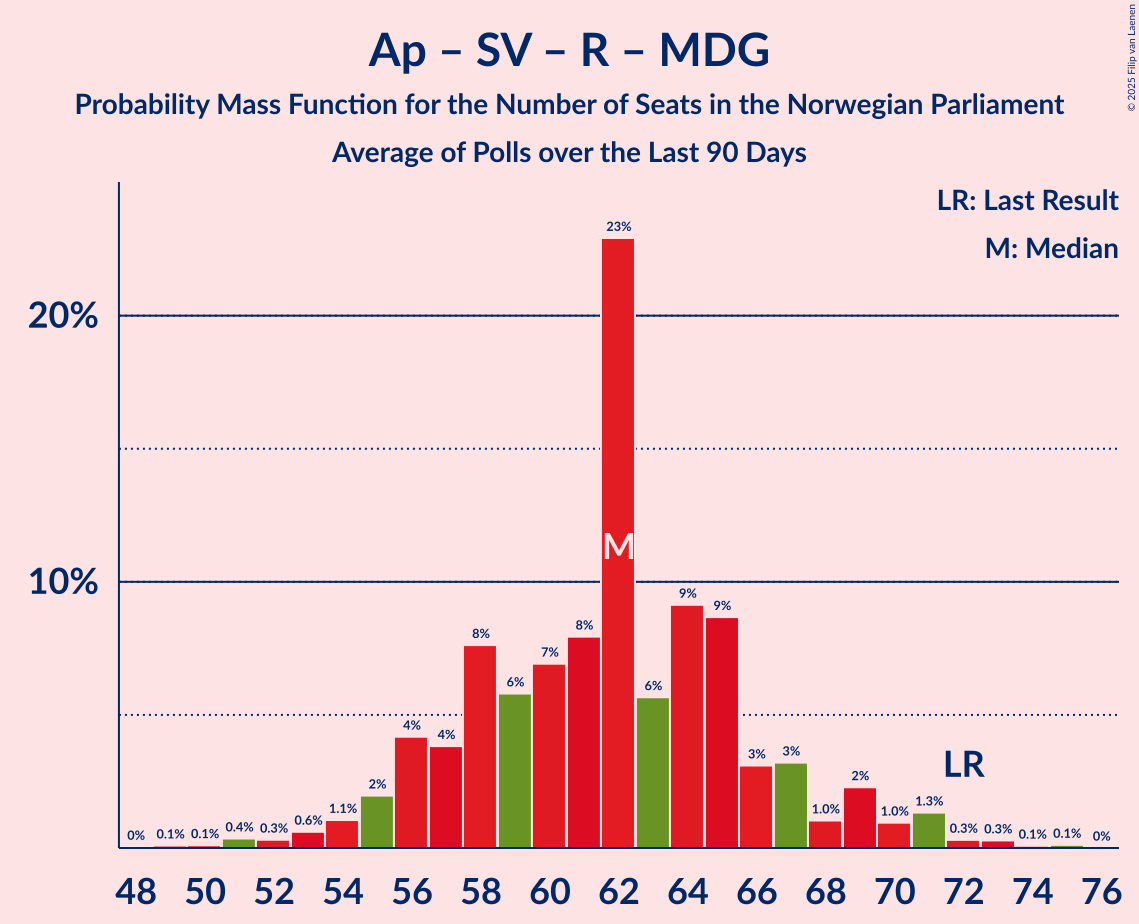 Ap – SV – R – MDG
Probability Mass Function for the Number of Seats in the Norwegian Parliament
Average of Polls over the Last 90 Days
© 2025 Filip van Laenen
LR: Last Result
M: Median
23%
20%
M
10%
9%
9%
8%
8%
7%
6%
6%
4%
4%
LR
3%
3%
2%
2%
1.3%
1.1%
1.0%
1.0%
0.6%
0.4%
0.3%
0.3%
0.3%
0% 0.1% 0.1% 0.1% 0.1% 0%
48 50 52 54 56 58 60 62 64 66 68 70 72 74 76